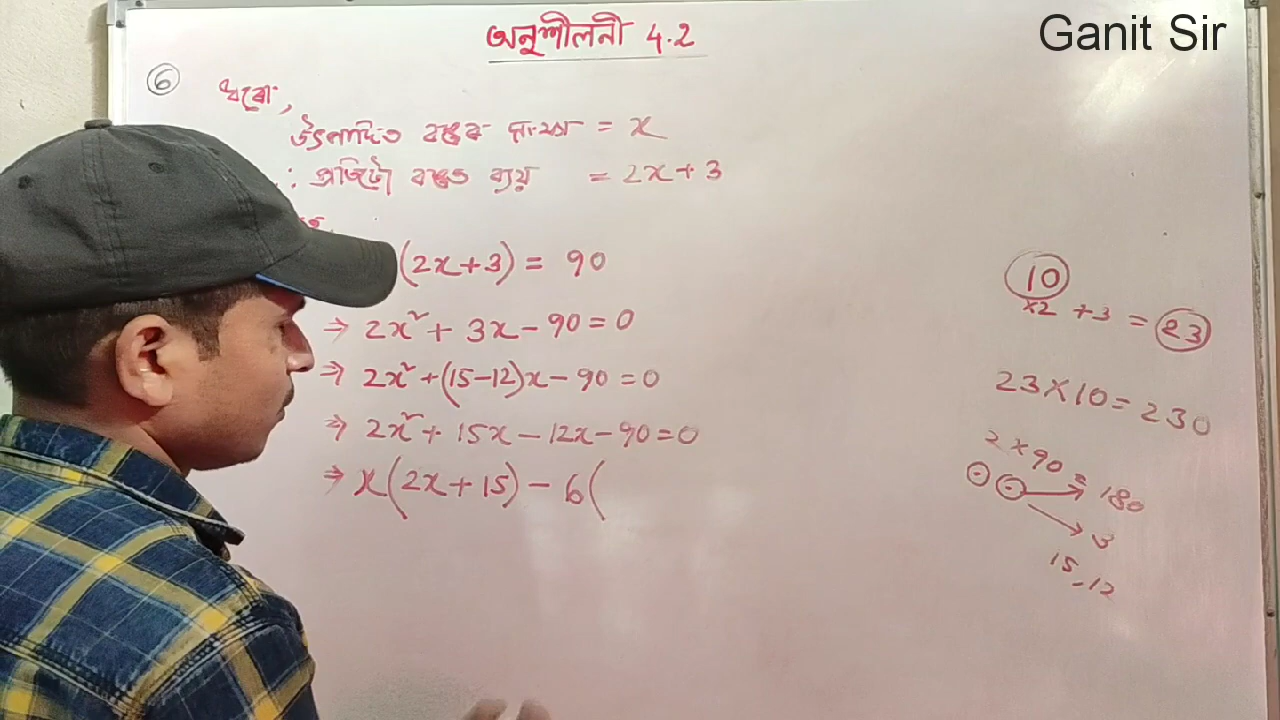 Ganit Sir
অনুশীলনী 4.2
6
ধৰো,
উৎপাদিত বস্তুৰ সংখ্যা = x
: প্ৰতিটো বস্তুত ব্যয় = 2x + 3
(2x+3) = 90
⇒ 2x² + 3x - 90 = 0
⇒ 2x² + (15-12)x - 90 = 0
⇒ 2x² + 15x - 12x - 90 = 0
⇒ x(2x+15) - 6(
10
×2 + 3 = 23
23 × 10 = 230
2 × 90 = 180
3
15 - 12